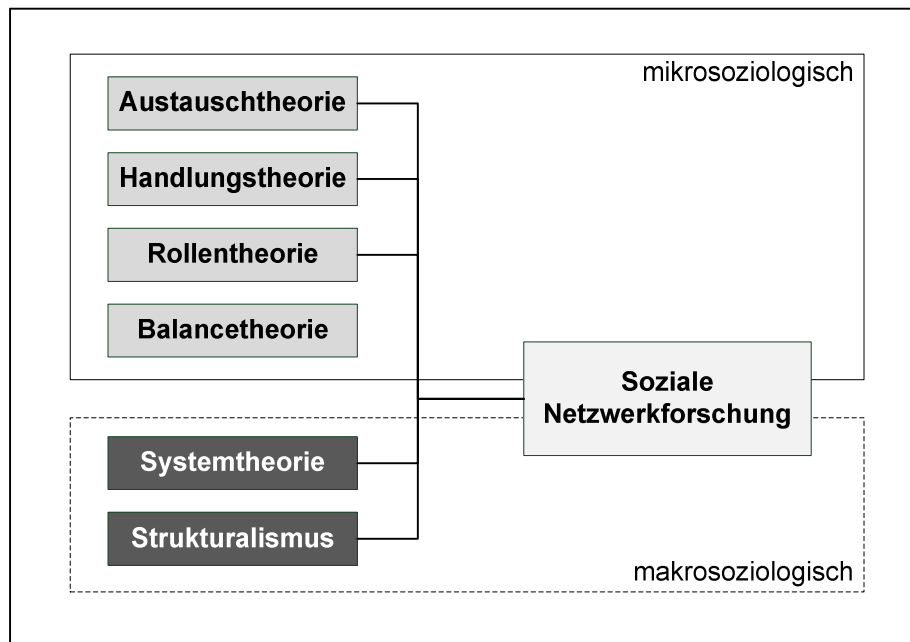 mikrosoziologisch
Austauschtheorie
Handlungstheorie
Rollentheorie
Balancetheorie
Soziale
Netzwerkforschung
Systemtheorie
Strukturalismus
makrosoziologisch